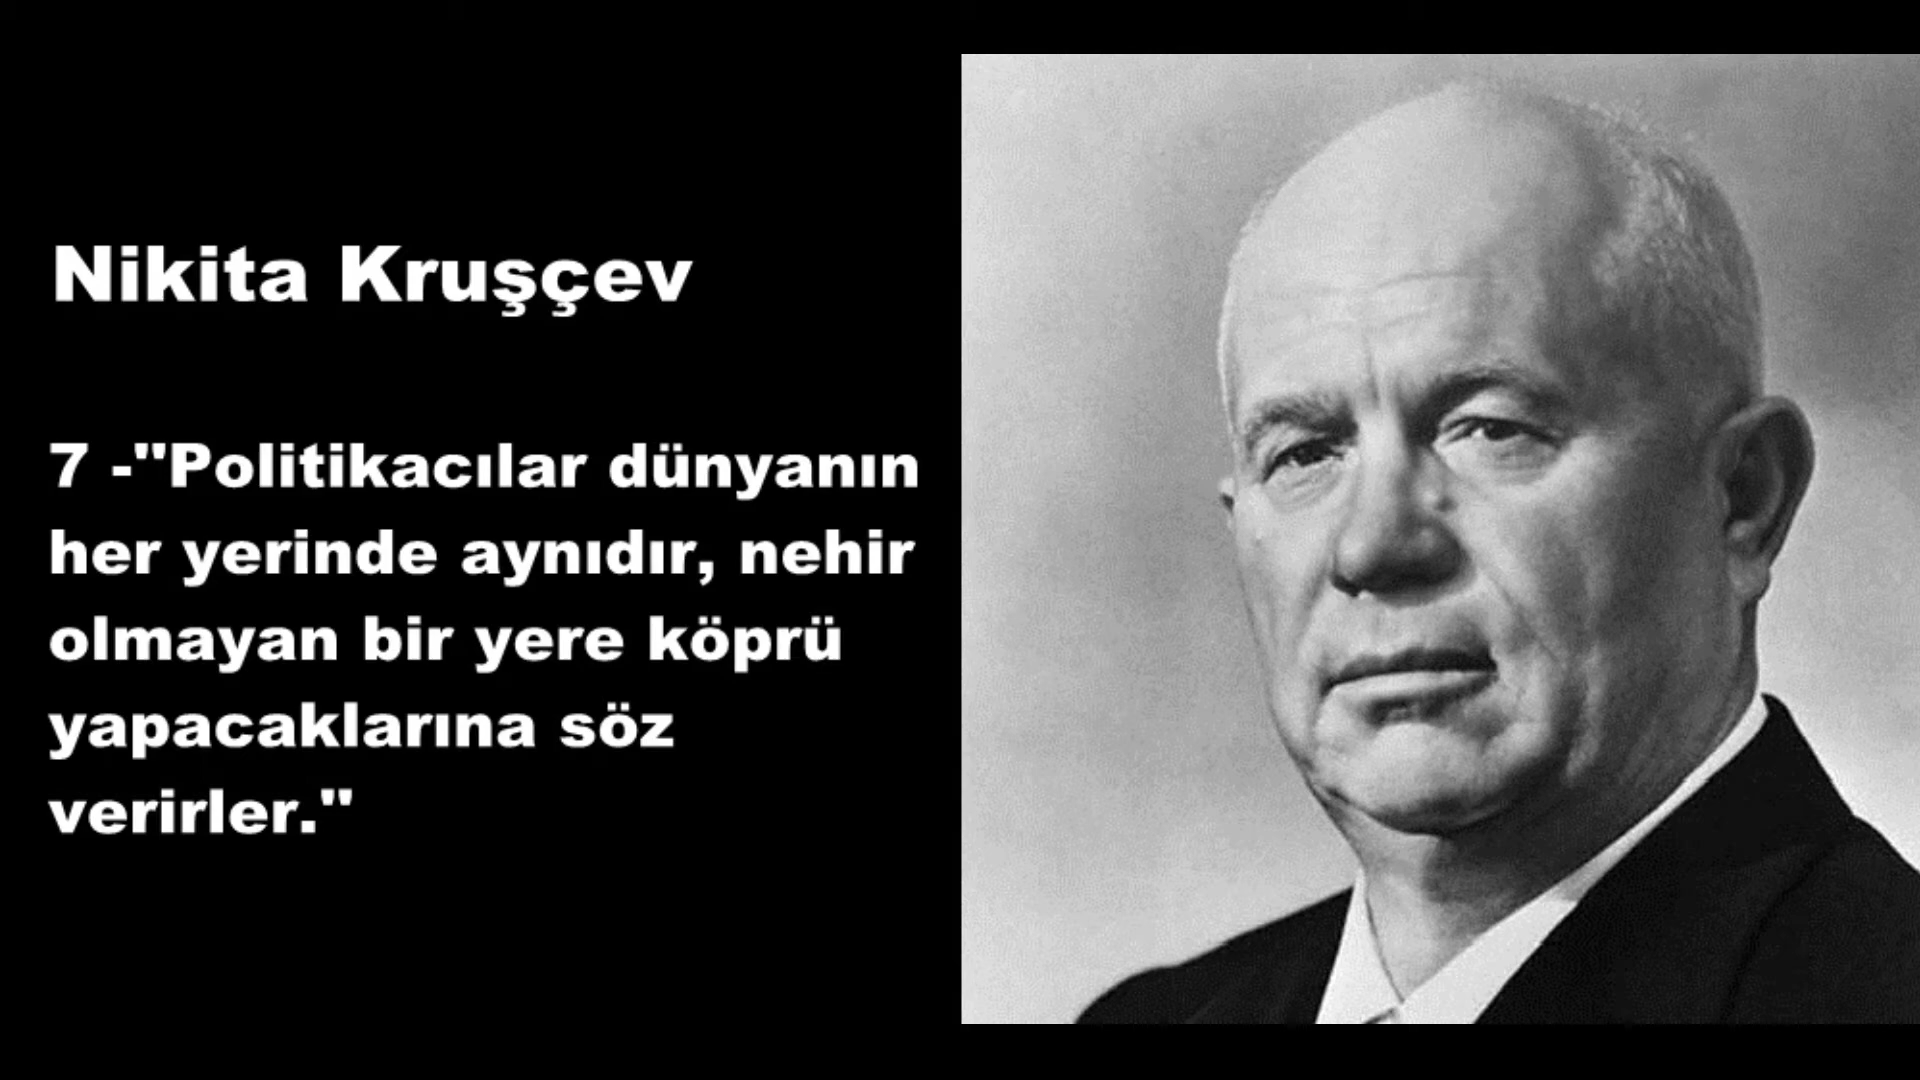 Nikita Kruşçev
7 -"Politikacılar dünyanın
her yerinde aynıdır, nehir
olmayan bir yere köprü
yapacaklarına söz
verirler."